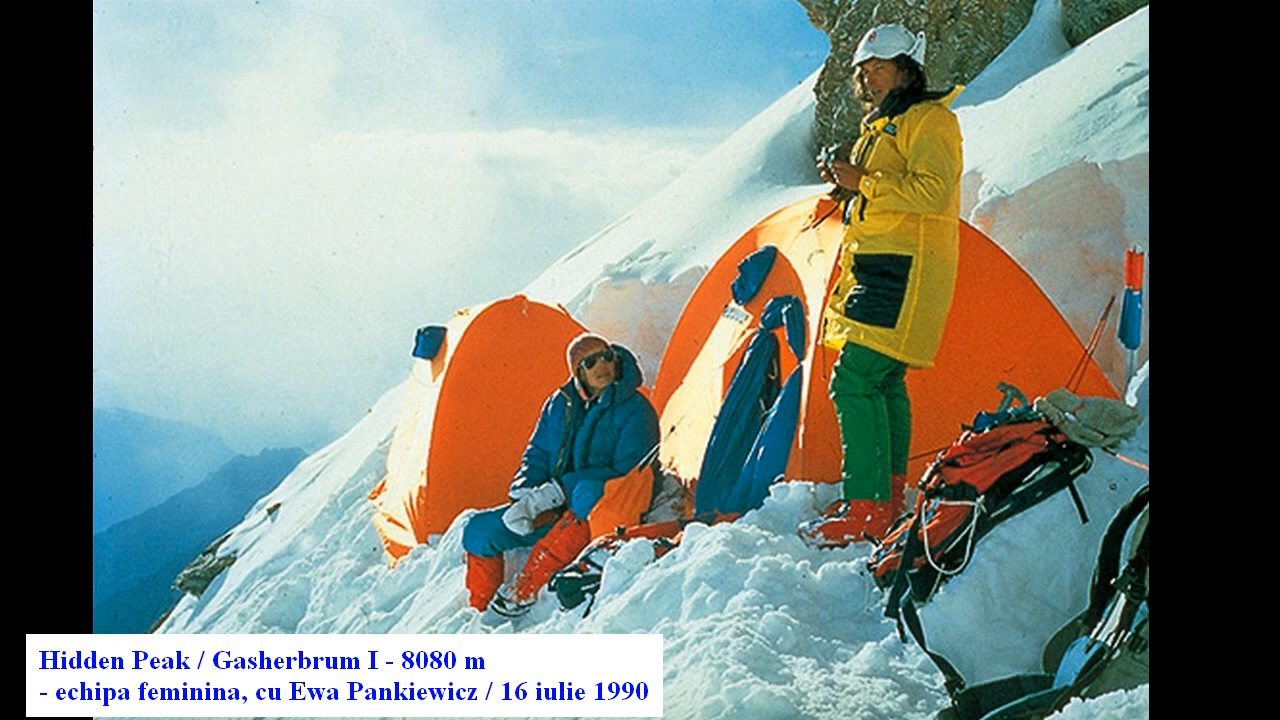 Hidden Peak / Gasherbrum I - 8080 m
- echipa feminina, cu Ewa Pankiewicz / 16 iulie 1990